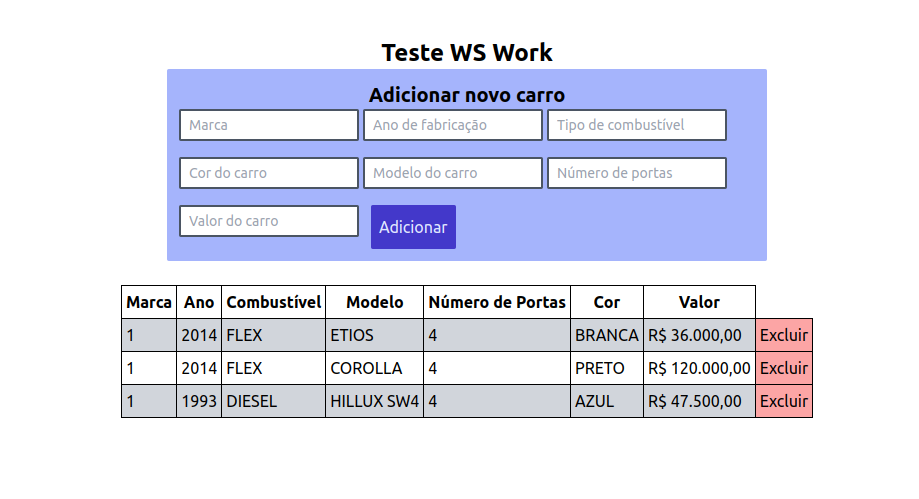 Teste WS Work
Adicionar novo carro
Marca Ano de fabricação Tipo de combustível
Cor do carro Modelo do carro Número de portas
Valor do carro Adicionar
Marca Ano Combustível Modelo Número de Portas Cor Valor
1 2014 FLEX ETIOS 4 BRANCA R$ 36.000,00 Excluir
1 2014 FLEX COROLLA 4 PRETO R$ 120.000,00 Excluir
1 1993 DIESEL HILLUX SW4 4 AZUL R$ 47.500,00 Excluir